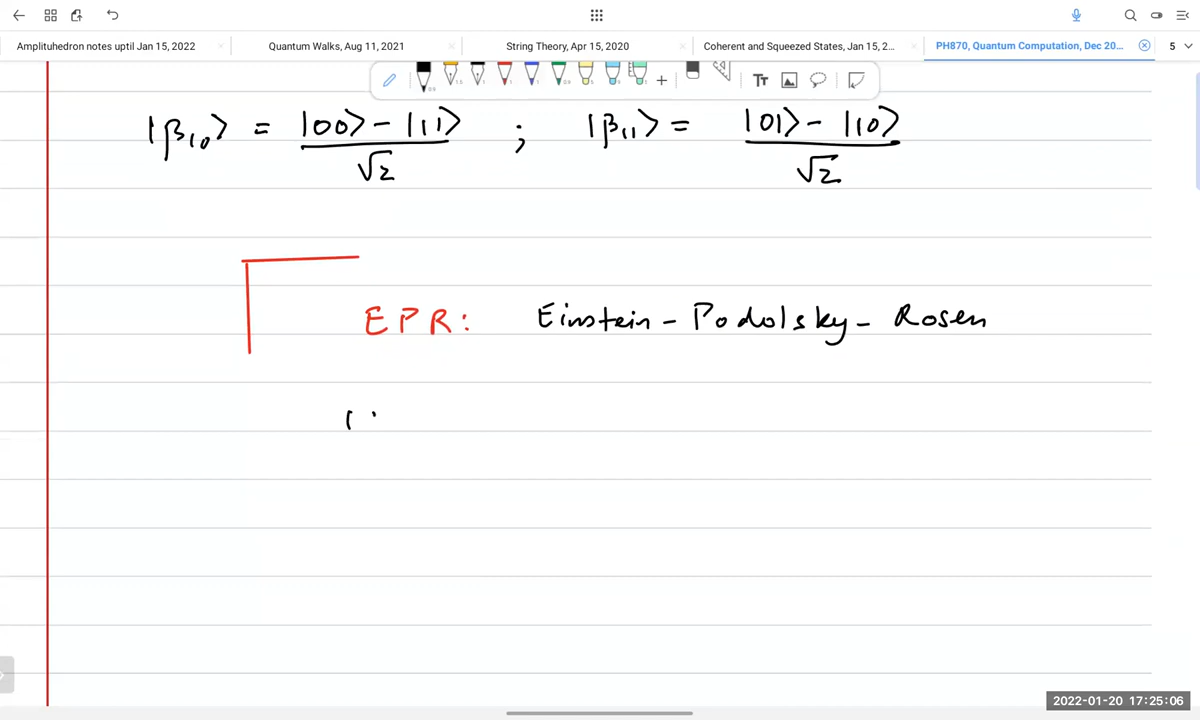 Amplituhedron notes uptil Jan 15, 2022 Quantum Walks, Aug 11, 2021 String Theory, Apr 15, 2020 Coherent and Squeezed States, Jan 15, 2... PH870, Quantum Computation, Dec 20... 5
Tт
|β₁₀⟩ = |00⟩ - |11⟩ / √2 ; |β₁₁⟩ = |01⟩ - |10⟩ / √2
EPR: Einstein - Podolsky - Rosen
2022-01-20 17:25:06